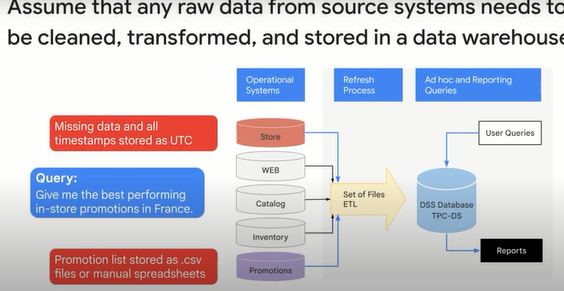 Assume that any raw data from source systems needs to
be cleaned, transformed, and stored in a data warehouse
Operational
Systems
Refresh
Process
Ad hoc and Reporting
Queries
Missing data and all
timestamps stored as UTC
Store
User Queries
WEB
Query:
Give me the best performing
in-store promotions in France.
Catalog
Set of Files
ETL
DSS Database
TPC-DS
Inventory
Reports
Promotion list stored as .csv
files or manual spreadsheets
Promotions